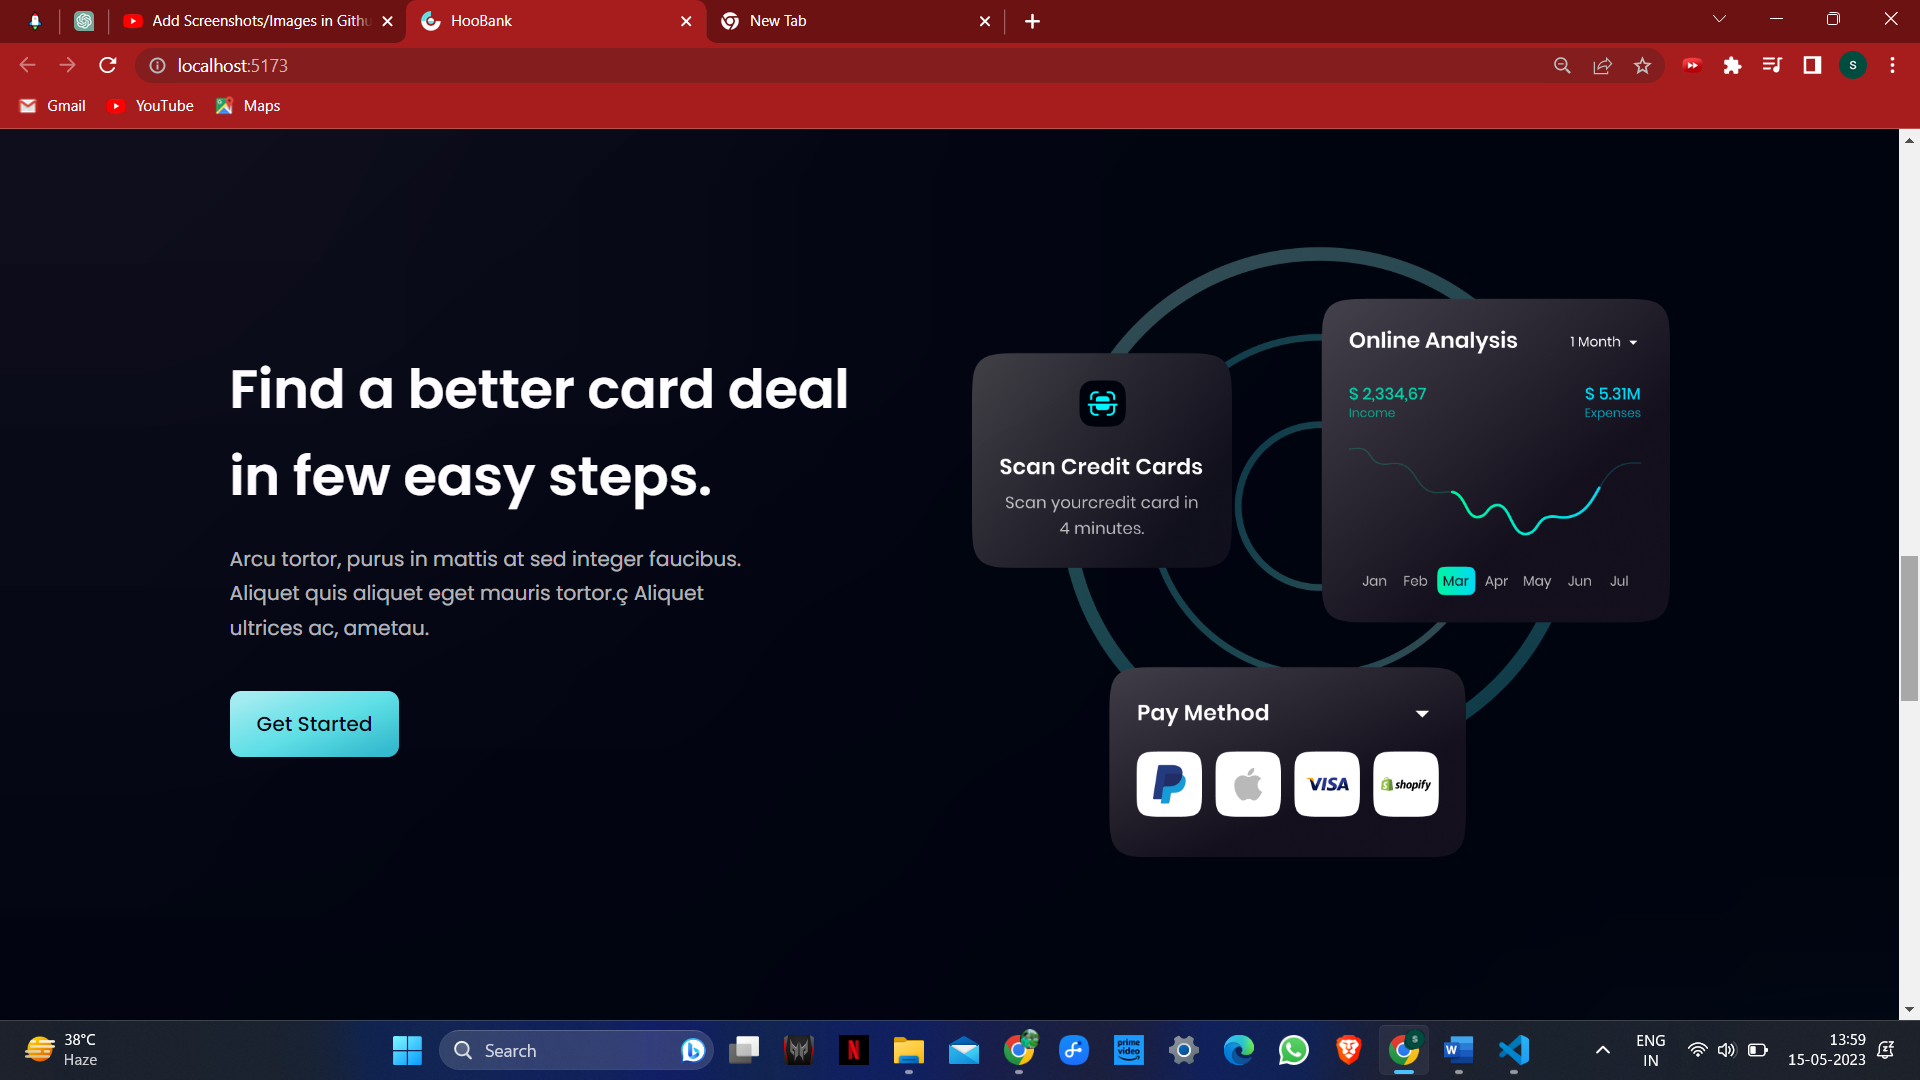 Add Screenshots/Images in Githu
HooBank
New Tab
localhost:5173
S
Gmail
YouTube
Maps
Find a better card deal
in few easy steps.
Arcu tortor, purus in mattis at sed integer faucibus.
Aliquet quis aliquet eget mauris tortor.ç Aliquet
ultrices ac, ametau.
Get Started
Scan Credit Cards
Scan yourcredit card in
4 minutes.
Online Analysis
1 Month
$ 2,334,67
$ 5.31M
Income
Expenses
Jan Feb Mar Apr May Jun Jul
Pay Method
VISA
shopify
38°C
Haze
Search
N
prime
video
S
W
ENG
IN
13:59
15-05-2023